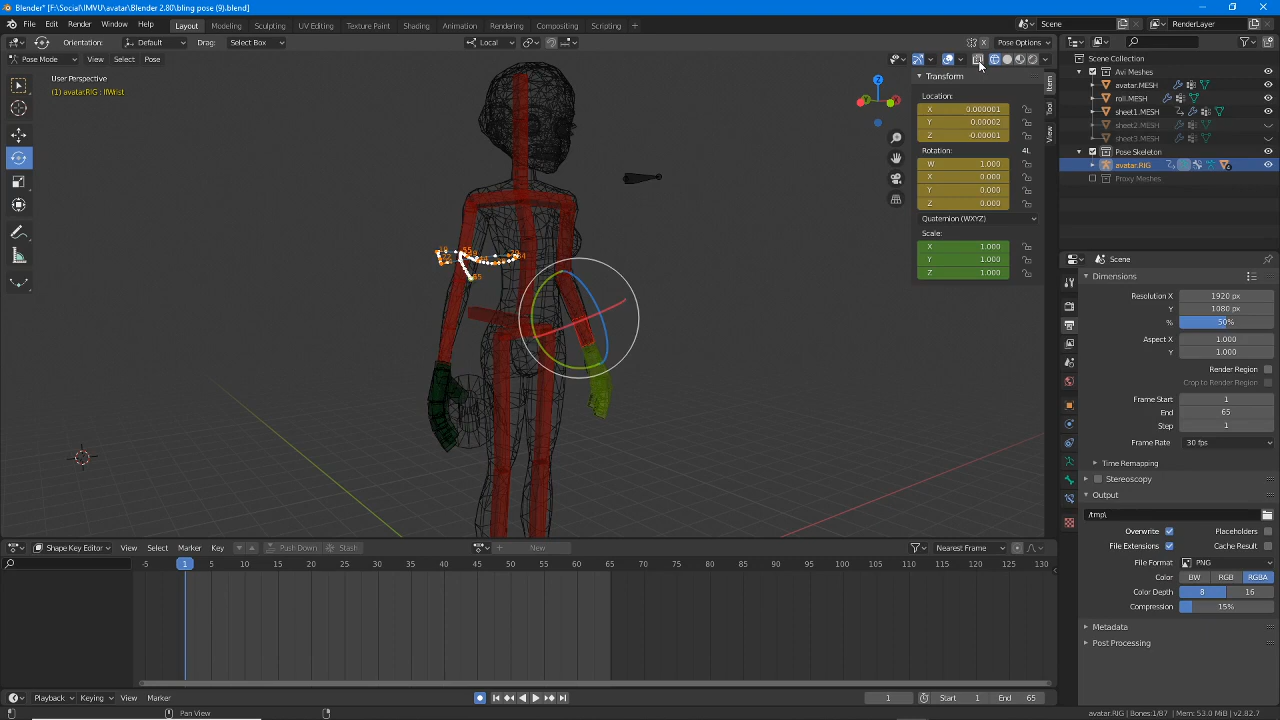 Blender* [F:\Social\IMVU\avatar\Blender 2.80\bling pose (9).blend]
File Edit Render Window Help Layout Modeling Sculpting UV Editing Texture Paint Shading Animation Rendering Compositing Scripting Scene RenderLayer
Orientation: Default Drag: Select Box Local Pose Options
Pose Mode View Select Pose
User Perspective
(1) avatar.RIG : lfWrist
Z
Transform
Location:
X 0.000001
Y 0.00002
Z -0.00001
Rotation: 4L
W 1.000
X 0.000
Y 0.000
Z 0.000
Quaternion (WXYZ)
Scale:
X 1.000
Y 1.000
Z 1.000
Item
Tool
View
Scene Collection
Avi Meshes
avatar.MESH
roll.MESH
sheet1.MESH
sheet2.MESH
sheet3.MESH
Pose Skeleton
avatar.RIG
Proxy Meshes
Scene
Dimensions
Resolution X 1920 px
Y 1080 px
% 50%
Aspect X 1.000
Y 1.000
Render Region
Crop to Render Region
Frame Start 1
End 65
Step 1
Frame Rate 30 fps
Time Remapping
Stereoscopy
Output
/tmp\
Overwrite Placeholders
File Extensions Cache Result
File Format PNG
Color BW RGB RGBA
Color Depth 8 16
Compression 15%
Metadata
Post Processing
Shape Key Editor View Select Marker Key Push Down Stash New Nearest Frame
-5 1 5 10 15 20 25 30 35 40 45 50 55 60 65 70 75 80 85 90 95 100 105 110 115 120 125 130
Playback Keying View Marker 1 Start 1 End 65
Pan View avatar.RIG | Bones:1/87 | Mem: 53.0 MiB | v2.82.7